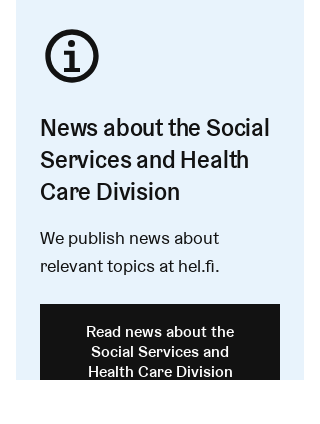 News about the Social
Services and Health
Care Division
We publish news about
relevant topics at hel.fi.
Read news about the
Social Services and
Health Care Division